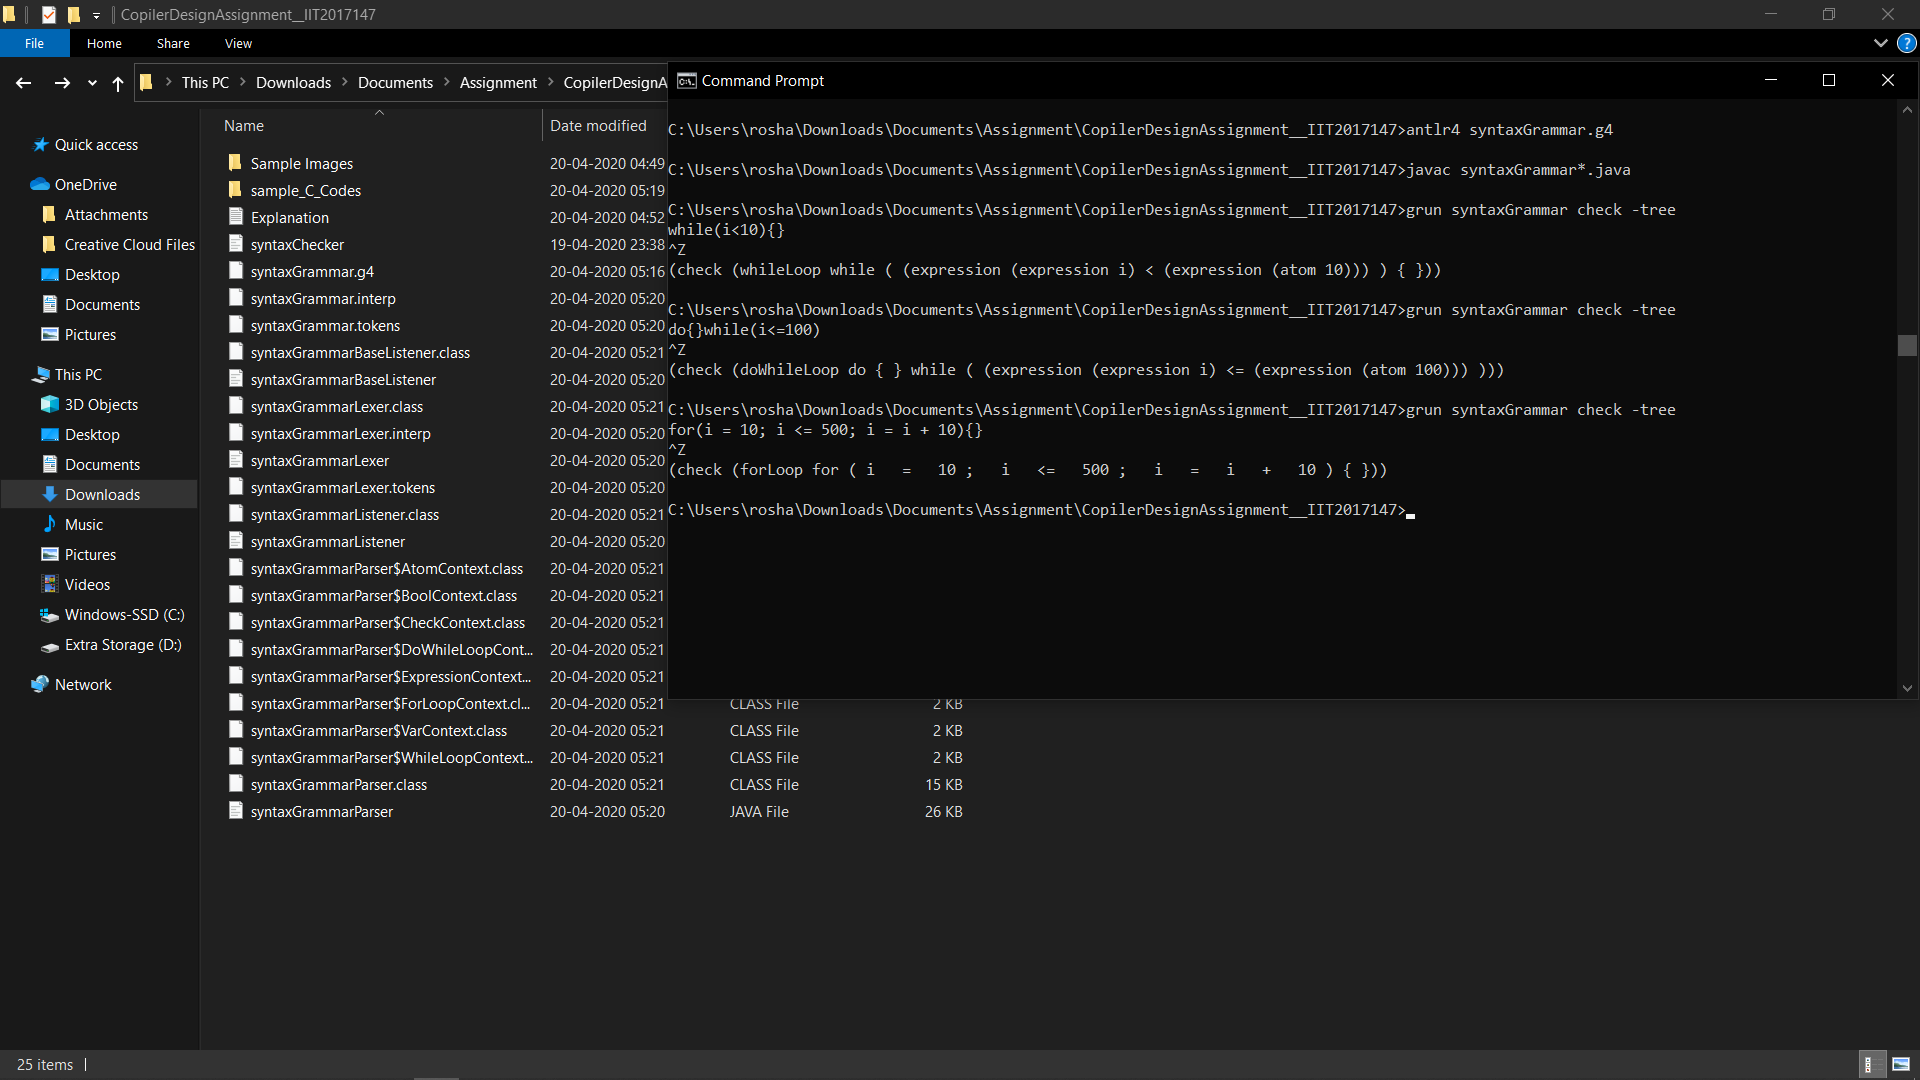 CopilerDesignAssignment__IIT2017147
File Home Share View
This PC Downloads Documents Assignment CopilerDesignA
Quick access
OneDrive
Attachments
Creative Cloud Files
Desktop
Documents
Pictures
This PC
3D Objects
Desktop
Documents
Downloads
Music
Pictures
Videos
Windows-SSD (C:)
Extra Storage (D:)
Network
Name Date modified
Sample Images 20-04-2020 04:49
sample_C_Codes 20-04-2020 05:19
Explanation 20-04-2020 04:52
syntaxChecker 19-04-2020 23:38
syntaxGrammar.g4 20-04-2020 05:16
syntaxGrammar.interp 20-04-2020 05:20
syntaxGrammar.tokens 20-04-2020 05:20
syntaxGrammarBaseListener.class 20-04-2020 05:21
syntaxGrammarBaseListener 20-04-2020 05:20
syntaxGrammarLexer.class 20-04-2020 05:21
syntaxGrammarLexer.interp 20-04-2020 05:20
syntaxGrammarLexer 20-04-2020 05:20
syntaxGrammarLexer.tokens 20-04-2020 05:20
syntaxGrammarListener.class 20-04-2020 05:21
syntaxGrammarListener 20-04-2020 05:20
syntaxGrammarParser$AtomContext.class 20-04-2020 05:21
syntaxGrammarParser$BoolContext.class 20-04-2020 05:21
syntaxGrammarParser$CheckContext.class 20-04-2020 05:21
syntaxGrammarParser$DoWhileLoopCont... 20-04-2020 05:21
syntaxGrammarParser$ExpressionContext... 20-04-2020 05:21
syntaxGrammarParser$ForLoopContext.cl... 20-04-2020 05:21 CLASS File 2 KB
syntaxGrammarParser$VarContext.class 20-04-2020 05:21 CLASS File 2 KB
syntaxGrammarParser$WhileLoopContext... 20-04-2020 05:21 CLASS File 2 KB
syntaxGrammarParser.class 20-04-2020 05:21 CLASS File 15 KB
syntaxGrammarParser 20-04-2020 05:20 JAVA File 26 KB
Command Prompt
C:\Users\rosha\Downloads\Documents\Assignment\CopilerDesignAssignment__IIT2017147>antlr4 syntaxGrammar.g4
C:\Users\rosha\Downloads\Documents\Assignment\CopilerDesignAssignment__IIT2017147>javac syntaxGrammar*.java
C:\Users\rosha\Downloads\Documents\Assignment\CopilerDesignAssignment__IIT2017147>grun syntaxGrammar check -tree
while(i<10){}
^Z
(check (whileLoop while ( (expression (expression i) < (expression (atom 10))) ) { }))
C:\Users\rosha\Downloads\Documents\Assignment\CopilerDesignAssignment__IIT2017147>grun syntaxGrammar check -tree
do{}while(i<=100)
^Z
(check (doWhileLoop do { } while ( (expression (expression i) <= (expression (atom 100))) )))
C:\Users\rosha\Downloads\Documents\Assignment\CopilerDesignAssignment__IIT2017147>grun syntaxGrammar check -tree
for(i = 10; i <= 500; i = i + 10){}
^Z
(check (forLoop for ( i   =   10 ;   i   <=   500 ;   i   =   i   +   10 ) { }))
C:\Users\rosha\Downloads\Documents\Assignment\CopilerDesignAssignment__IIT2017147>
25 items